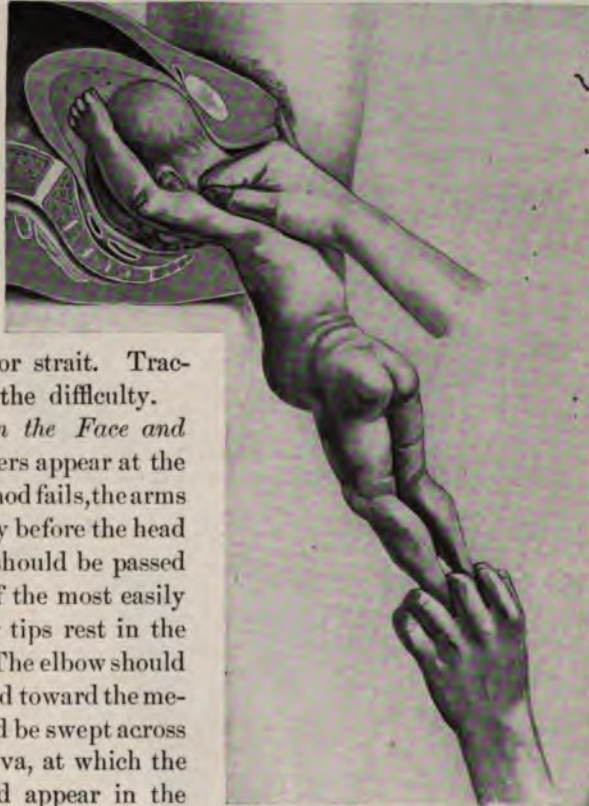 or strait. Trac-
the difficulty.
the Face and
ers appear at the
nod fails, the arms
y before the head
hould be passed
f the most easily
tips rest in the
The elbow should
d toward the me-
d be swept across
va, at which the
d appear in the